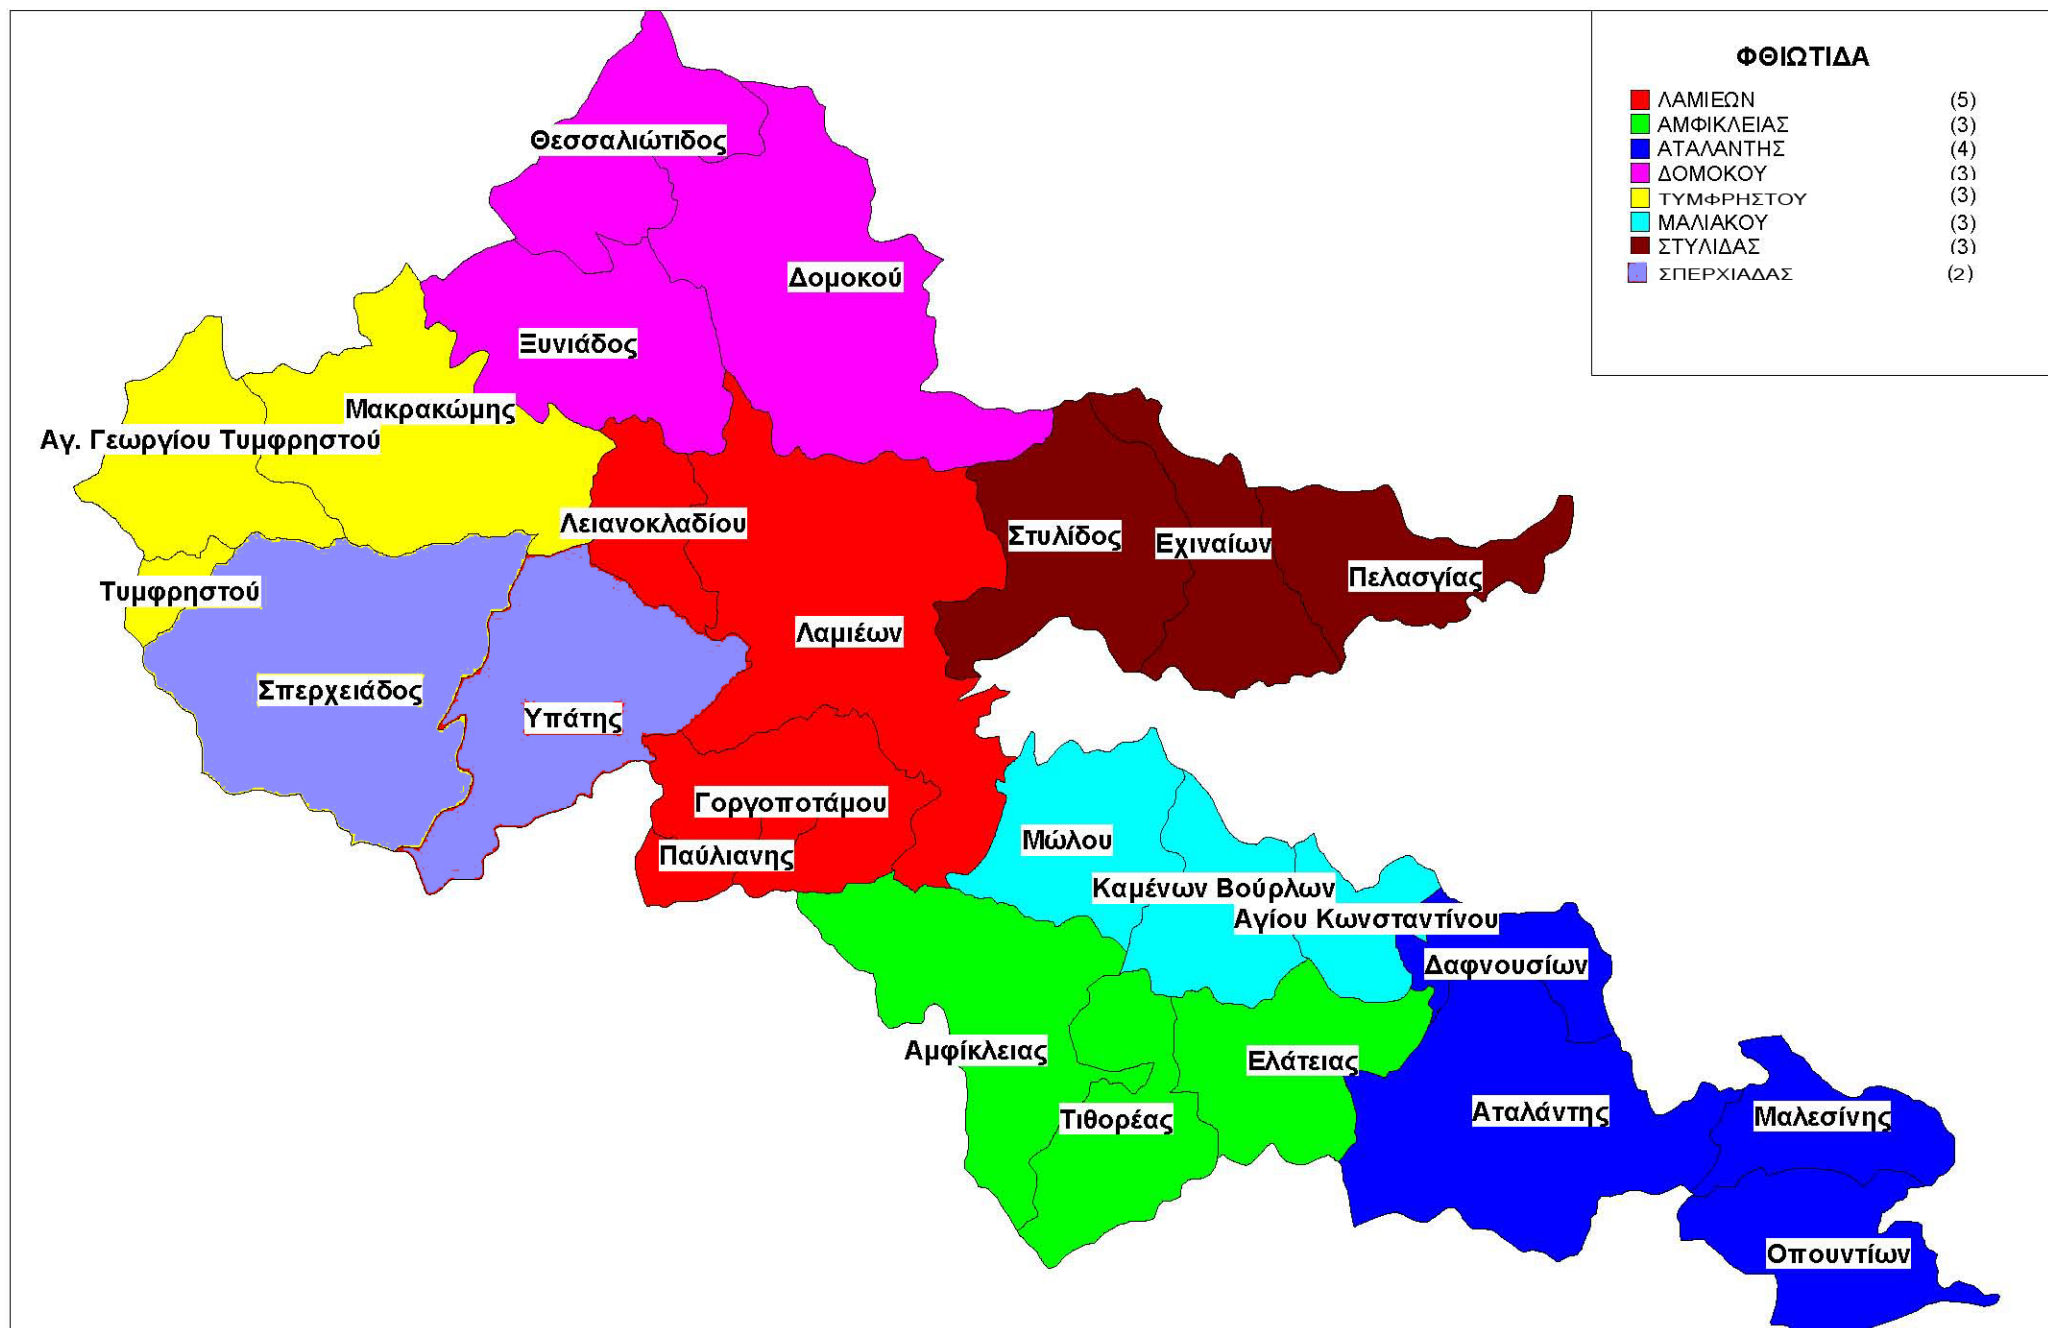 ΦΘΙΩΤΙΔΑ
ΛΑΜΙΕΩΝ (5)
ΑΜΦΙΚΛΕΙΑΣ (3)
ΑΤΑΛΑΝΤΗΣ (4)
ΔΟΜΟΚΟΥ (3)
ΤΥΜΦΡΗΣΤΟΥ (3)
ΜΑΛΙΑΚΟΥ (3)
ΣΤΥΛΙΔΑΣ (3)
ΣΠΕΡΧΙΑΔΑΣ (2)
Θεσσαλιώτιδος
Δομοκού
Ξυνιάδος
Μακρακώμης
Αγ. Γεωργίου Τυμφρηστού
Λειανοκλαδίου
Στυλίδος
Εχιναίων
Πελασγίας
Τυμφρηστού
Λαμιέων
Σπερχειάδος
Υπάτης
Γοργοποτάμου
Μώλου
Παύλιανης
Καμένων Βούρλων
Αγίου Κωνσταντίνου
Δαφνουσίων
Αμφίκλειας
Ελάτειας
Τιθορέας
Αταλάντης
Μαλεσίνης
Οπουντίων